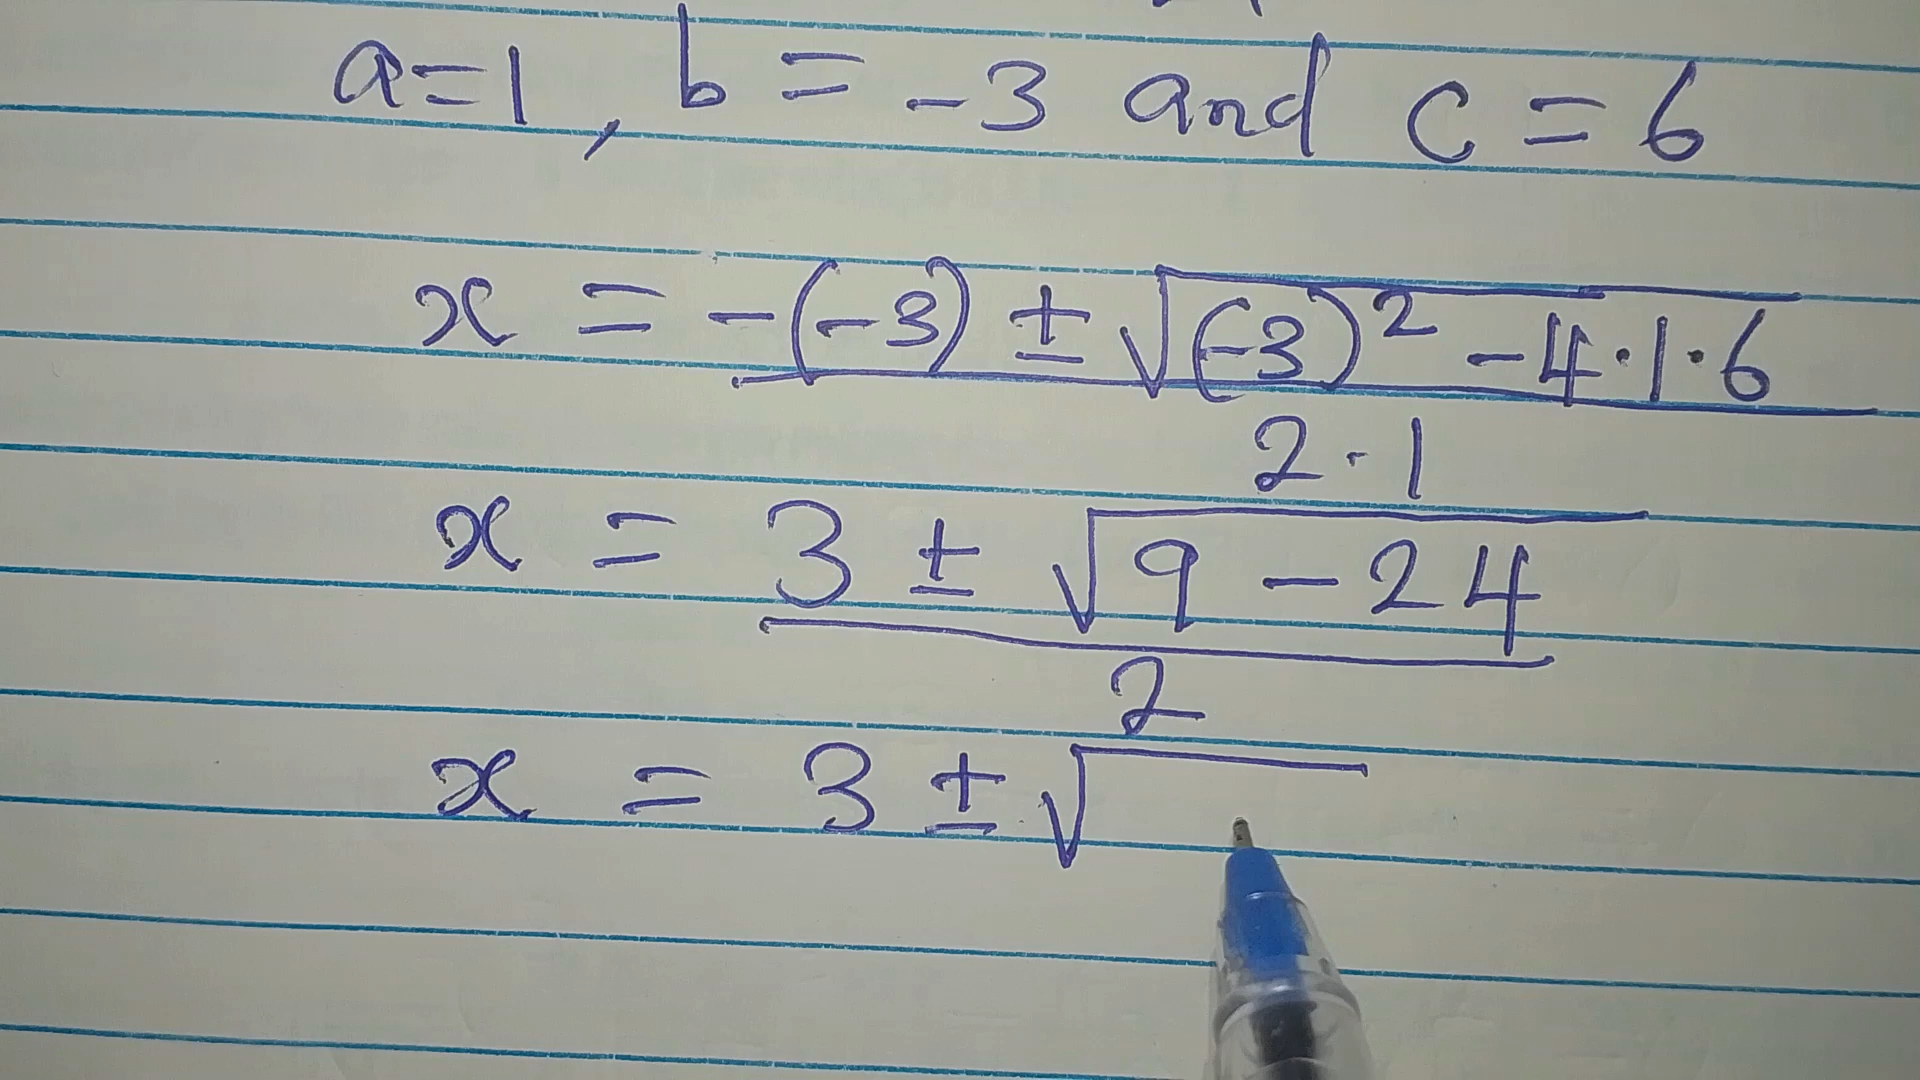 a=1, b = -3 and c = 6
x = -(-3) ± √(-3)² - 4·1·6
2·1
x = 3 ± √9 - 24
2
x = 3 ± √